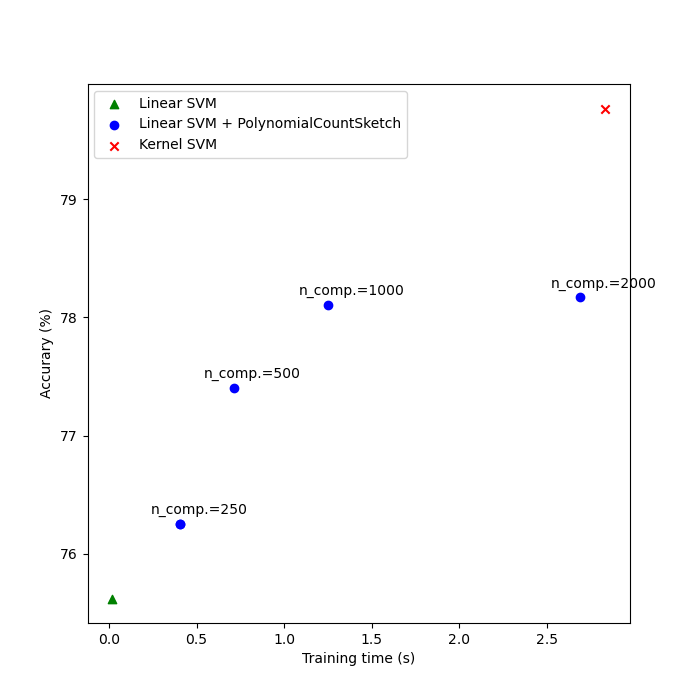 Linear SVM
Linear SVM + PolynomialCountSketch
Kernel SVM
79
n_comp.=2000
n_comp.=1000
78
n_comp.=500
77
n_comp.=250
76
Accurary (%)
0.0 0.5 1.0 1.5 2.0 2.5
Training time (s)